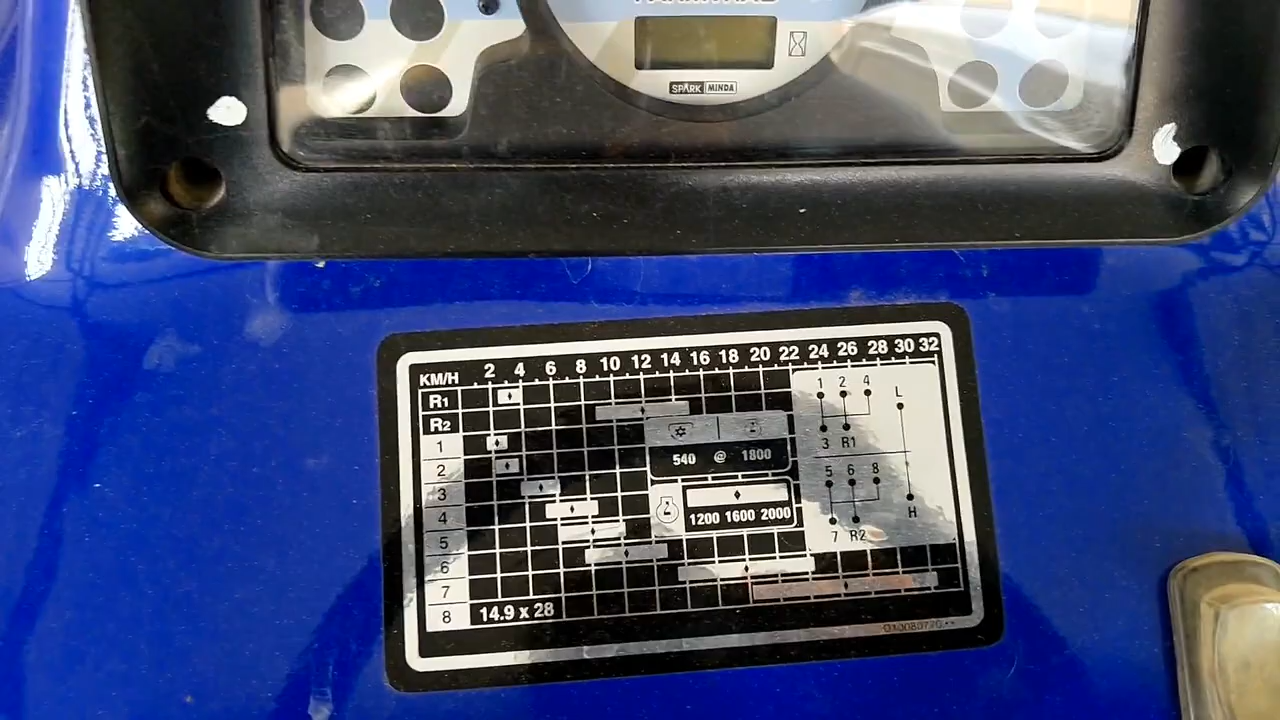 SPARK MINDA
KM/H 2 4 6 8 10 12 14 16 18 20 22 24 26 28 30 32
R1
R2
1
2
3
4
5
6
7
8
540 @ 1800
1200 1600 2000
14.9 x 28
1 2 4 L
3 R1
5 6 8
7 R2 H